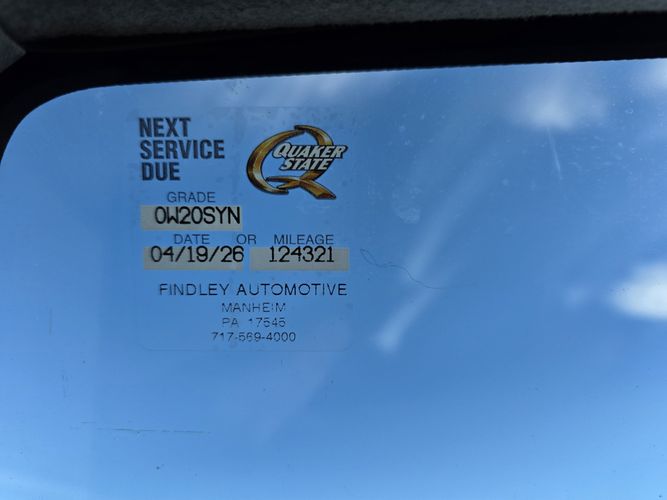 NEXT
SERVICE
DUE
QUAKER
STATE
GRADE
0W20SYN
DATE OR MILEAGE
04/19/26 124321
FINDLEY AUTOMOTIVE
MANHEIM
PA 17545
717-569-4000